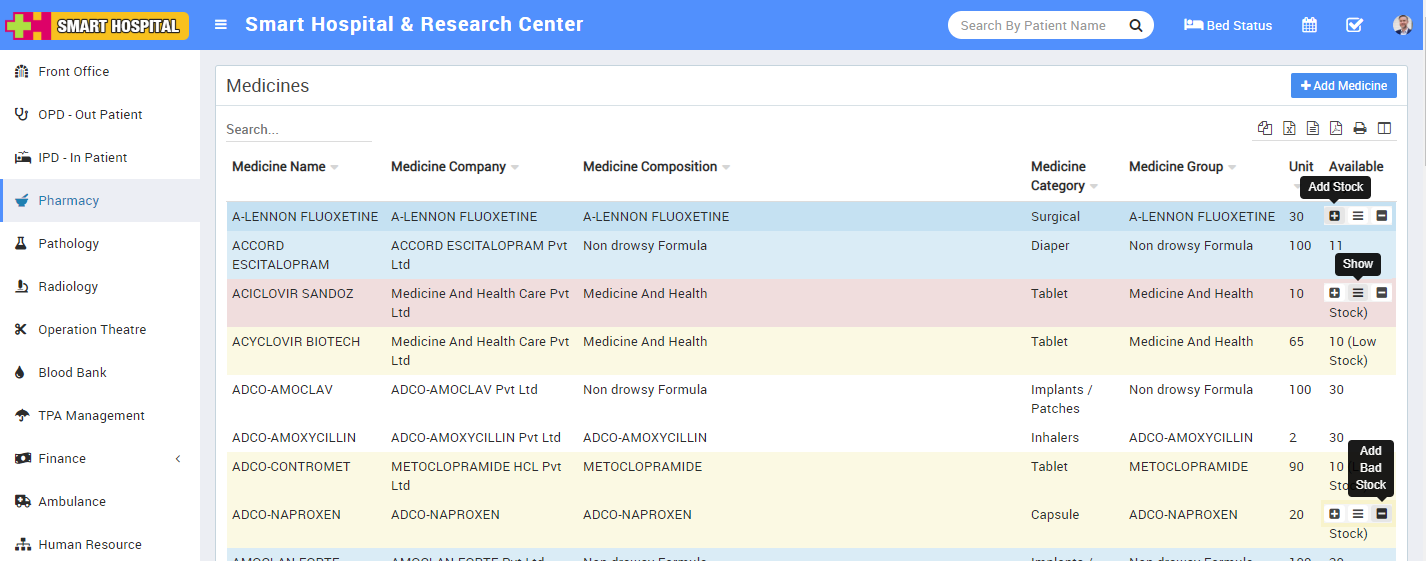 SMART HOSPITAL
Smart Hospital & Research Center
Search By Patient Name
Bed Status
Front Office
OPD - Out Patient
IPD - In Patient
Pharmacy
Pathology
Radiology
Operation Theatre
Blood Bank
TPA Management
Finance
Ambulance
Human Resource
Medicines
Add Medicine
Search...
Medicine Name Medicine Company Medicine Composition Medicine Category Medicine Group Unit Available
Add Stock
A-LENNON FLUOXETINE A-LENNON FLUOXETINE A-LENNON FLUOXETINE Surgical A-LENNON FLUOXETINE 30
ACCORD ACCORD ESCITALOPRAM Pvt Non drowsy Formula Diaper Non drowsy Formula 100 11
ESCITALOPRAM Ltd
Show
ACICLOVIR SANDOZ Medicine And Health Care Pvt Medicine And Health Tablet Medicine And Health 10
Ltd Stock)
ACYCLOVIR BIOTECH Medicine And Health Care Pvt Medicine And Health Tablet Medicine And Health 65 10 (Low
Ltd Stock)
ADCO-AMOCLAV ADCO-AMOCLAV Pvt Ltd Non drowsy Formula Implants / Non drowsy Formula 100 30
Patches
ADCO-AMOXYCILLIN ADCO-AMOXYCILLIN Pvt Ltd ADCO-AMOXYCILLIN Inhalers ADCO-AMOXYCILLIN 2 30
Add
Bad
Stock
ADCO-CONTROMET METOCLOPRAMIDE HCL Pvt METOCLOPRAMIDE Tablet METOCLOPRAMIDE 90 10
Ltd
ADCO-NAPROXEN ADCO-NAPROXEN ADCO-NAPROXEN Capsule ADCO-NAPROXEN 20
Stock)
AMOCLAN FORTE AMOCLAN FORTE Pvt Ltd Non drowsy Formula Implants / Non drowsy Formula 100